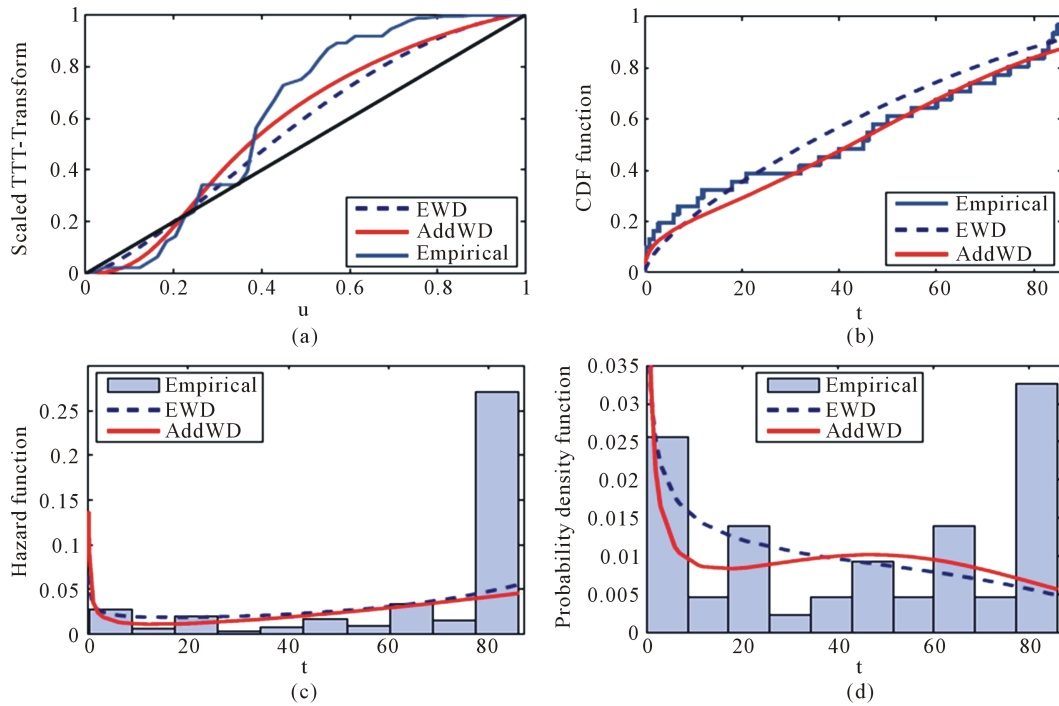 1
0.8
0.6
0.4
0.2
0
Scaled TTT-Transform
EWD
AddWD
Empirical
0 0.2 0.4 0.6 0.8 1
u
(a)
1
0.8
0.6
0.4
0.2
0
CDF function
Empirical
EWD
AddWD
0 20 40 60 80
t
(b)
0.25
0.2
0.15
0.1
0.05
0
Hazard function
Empirical
EWD
AddWD
0 20 40 60 80
t
(c)
0.035
0.03
0.025
0.02
0.015
0.01
0.005
0
Probability density function
Empirical
EWD
AddWD
0 20 40 60 80
t
(d)